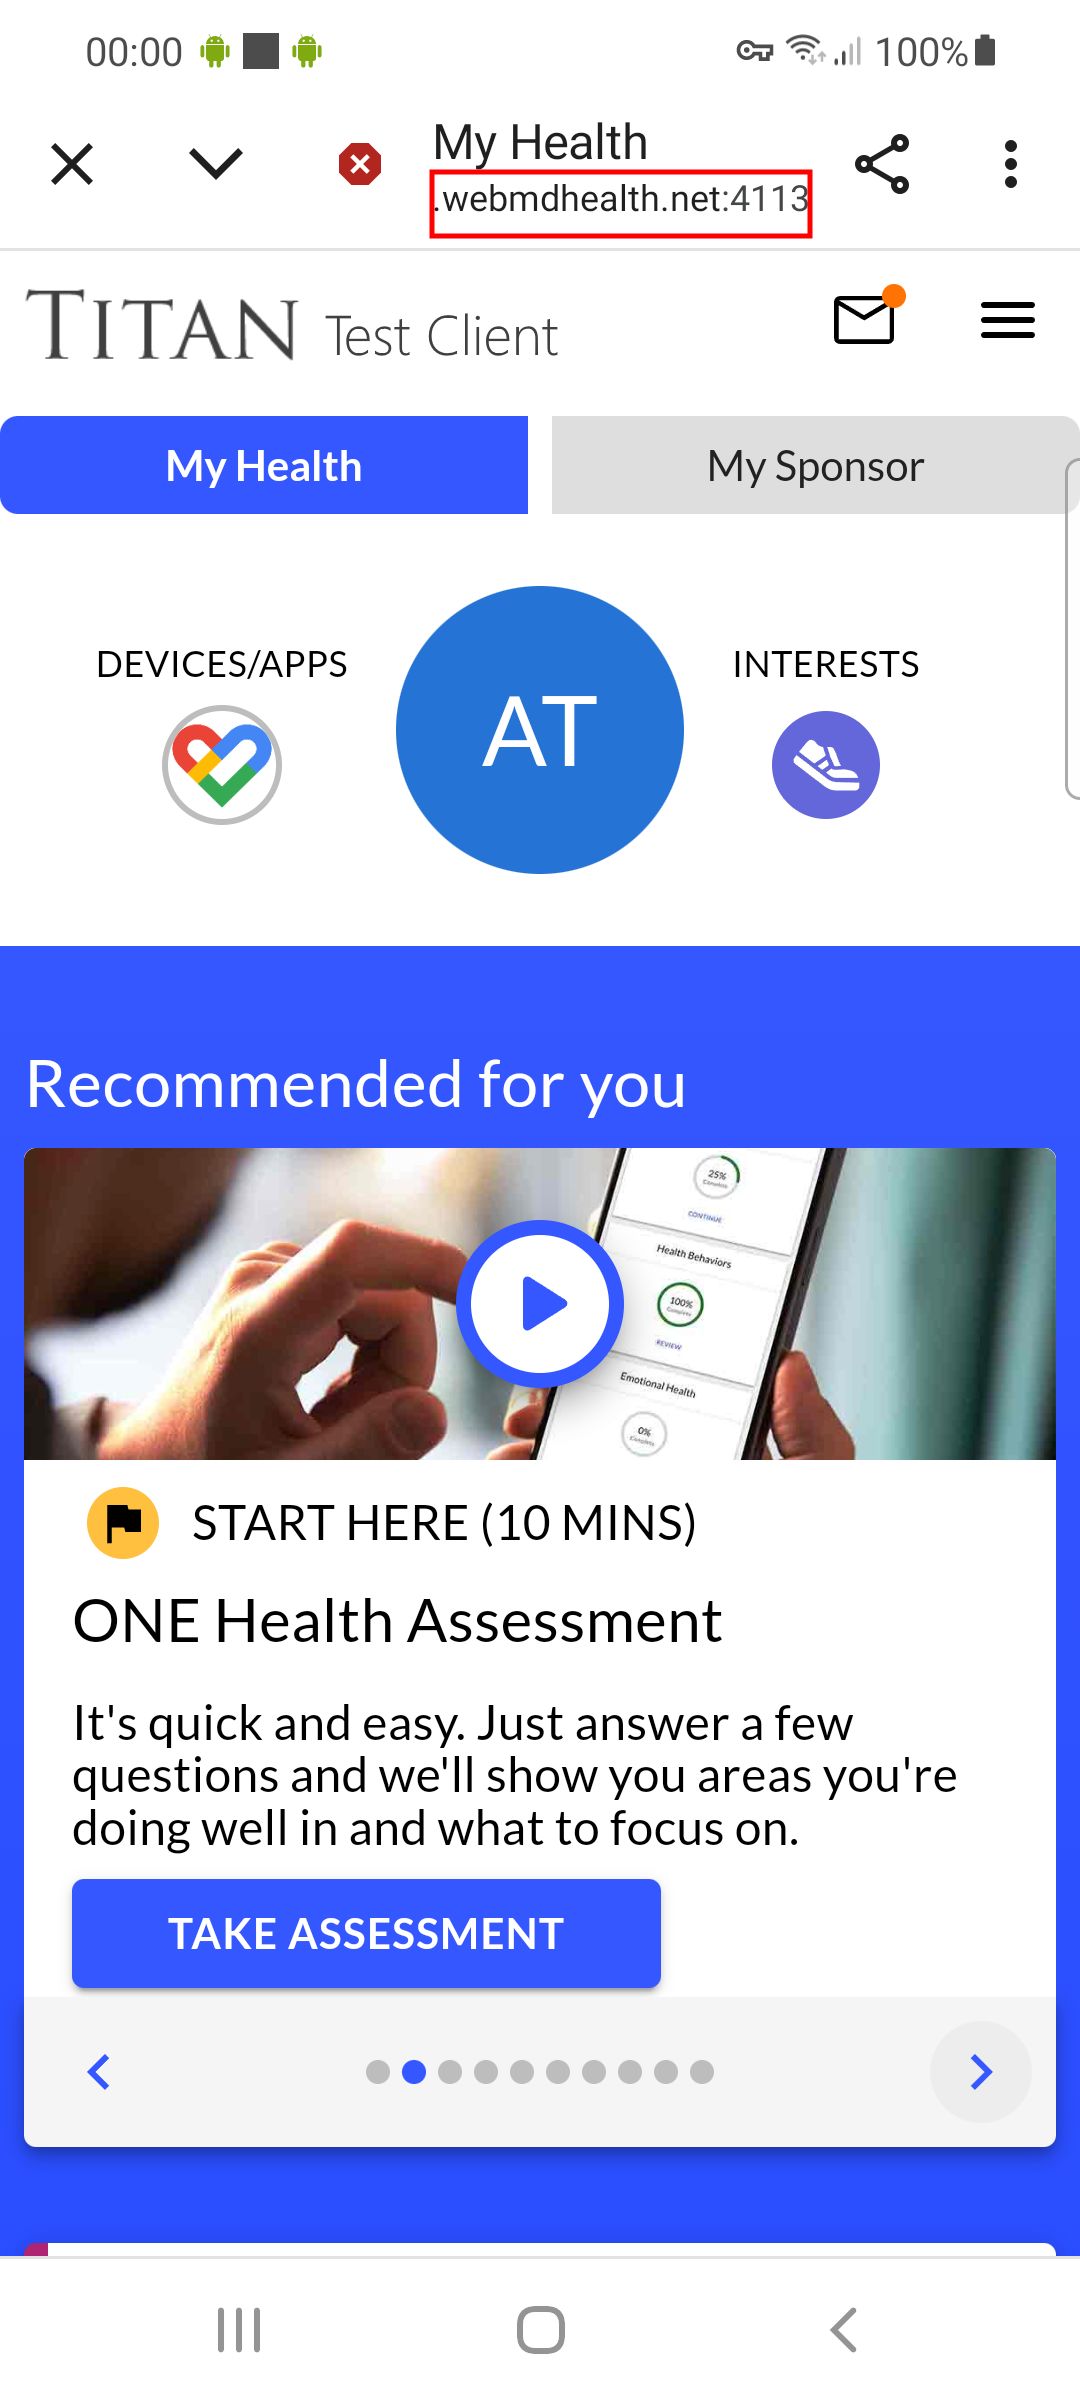 00:00
100%
My Health
.webmdhealth.net:4113
TITAN Test Client
My Health
My Sponsor
DEVICES/APPS
AT
INTERESTS
Recommended for you
25%
Complete
CONTINUE
Health Behaviors
100%
Complete
REVIEW
Emotional Health
0%
Complete
START HERE (10 MINS)
ONE Health Assessment
It's quick and easy. Just answer a few
questions and we'll show you areas you're
doing well in and what to focus on.
TAKE ASSESSMENT